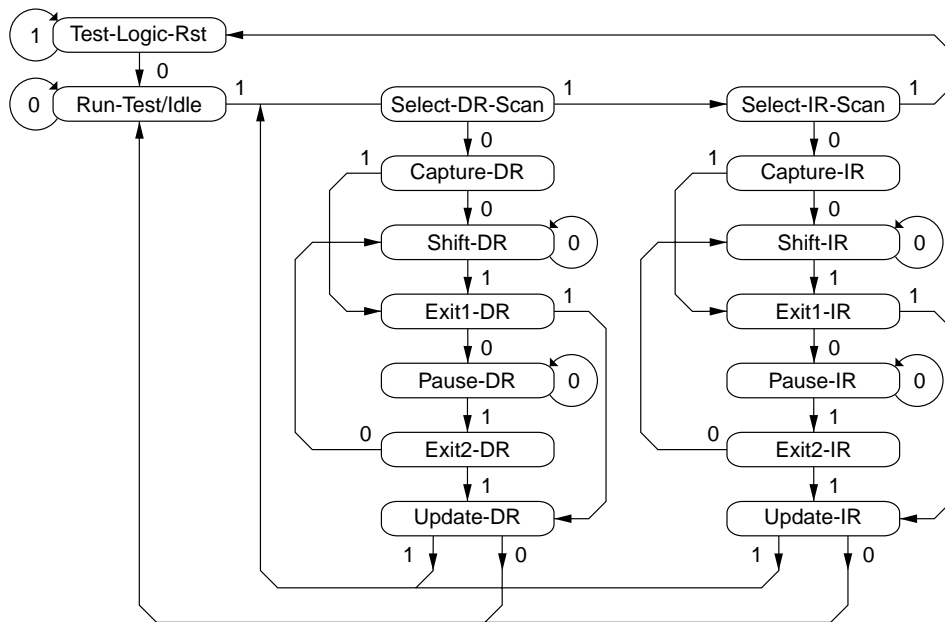 1 Test-Logic-Rst
0
0 Run-Test/Idle 1 Select-DR-Scan 1 Select-IR-Scan 1
0 0
1 Capture-DR 1 Capture-IR
0 0
Shift-DR 0 Shift-IR 0
1 1
Exit1-DR 1 Exit1-IR 1
0 0
Pause-DR 0 Pause-IR 0
1 1
0 Exit2-DR 0 Exit2-IR
1 1
Update-DR Update-IR
1 0 1 0